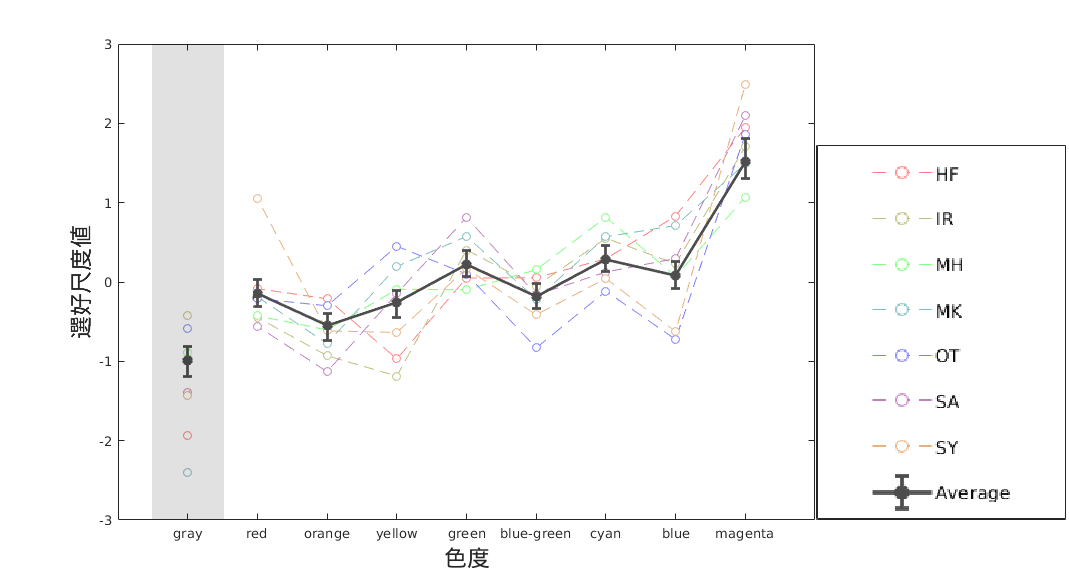 3
2
1
0
-1
-2
-3
選好尺度値
gray red orange yellow green blue-green cyan blue magenta
色度
HF
IR
MH
MK
OT
SA
SY
Average